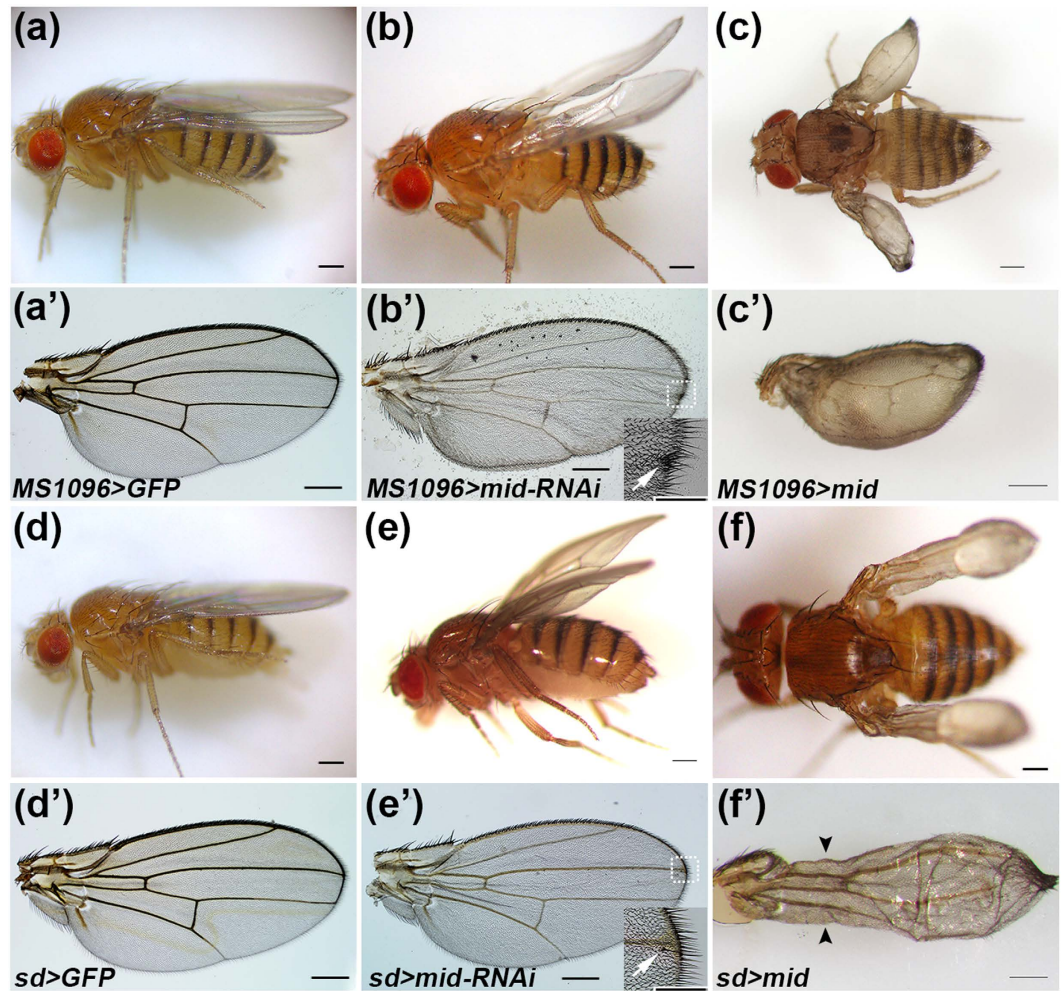 (a)
(b)
(c)
(a')
(b')
(c')
MS1096>GFP
MS1096>mid-RNAi
MS1096>mid
(d)
(e)
(f)
(d')
(e')
(f')
sd>GFP
sd>mid-RNAi
sd>mid